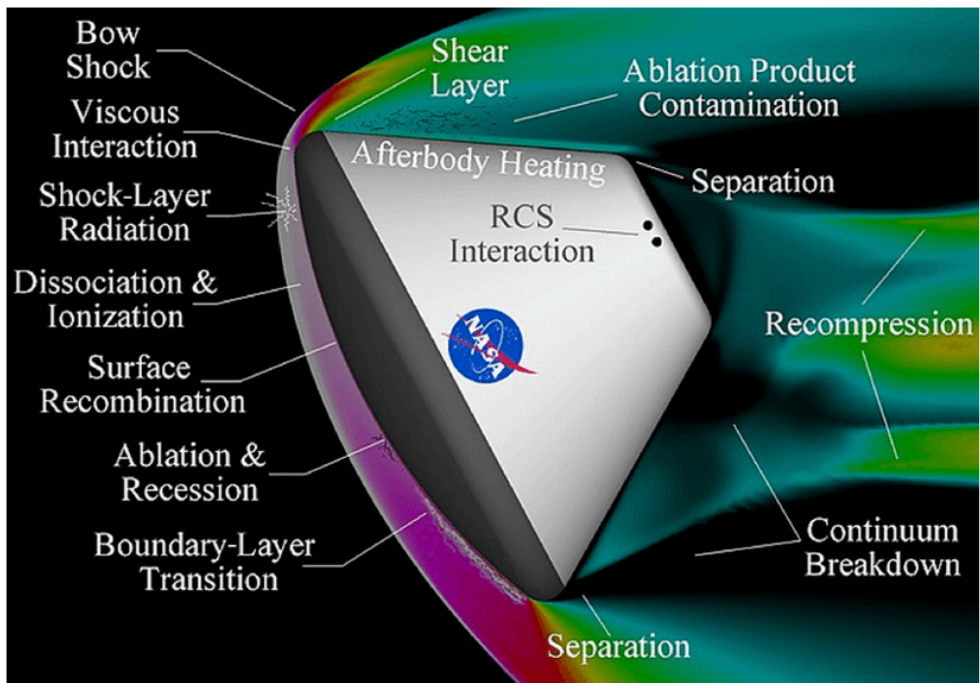 Bow
Shock
Shear
Layer
Ablation Product
Contamination
Viscous
Interaction
Afterbody Heating
Separation
Shock-Layer
Radiation
RCS
Interaction
Dissociation &
Ionization
Recompression
NASA
Surface
Recombination
Ablation &
Recession
Boundary-Layer
Transition
Continuum
Breakdown
Separation